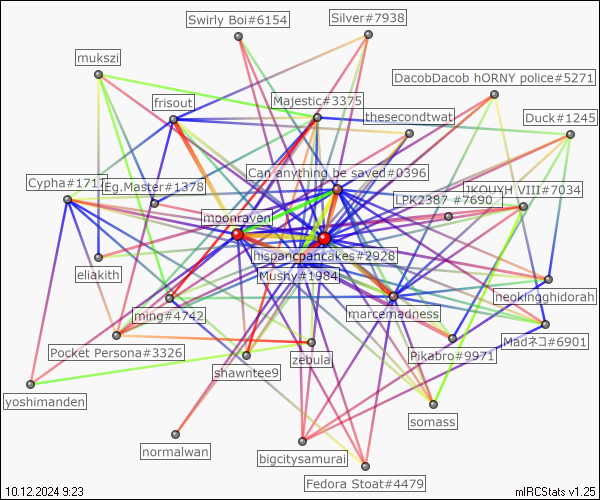 Swirly Boi#6154
Silver#7938
mukszi
DacobDacob hORNY police#5271
frisout
Majestic#3375
thesecondtwat
Duck#1245
Can anything be saved#0396
Cypha#1717
Eg.Master#1378
LPK2387 #7690
moonraven
hispancpancakes#2928
eliakith
Mushy#1984
neokingghidorah
ming#4742
marcemadness
Pocket Persona#3326
zebula
Pikabro#9971
Madネコ#6901
shawntee9
yoshimanden
somass
normalwan
bigcitysamurai
Fedora Stoat#4479
10.12.2024 9:23
mIRCStats v1.25